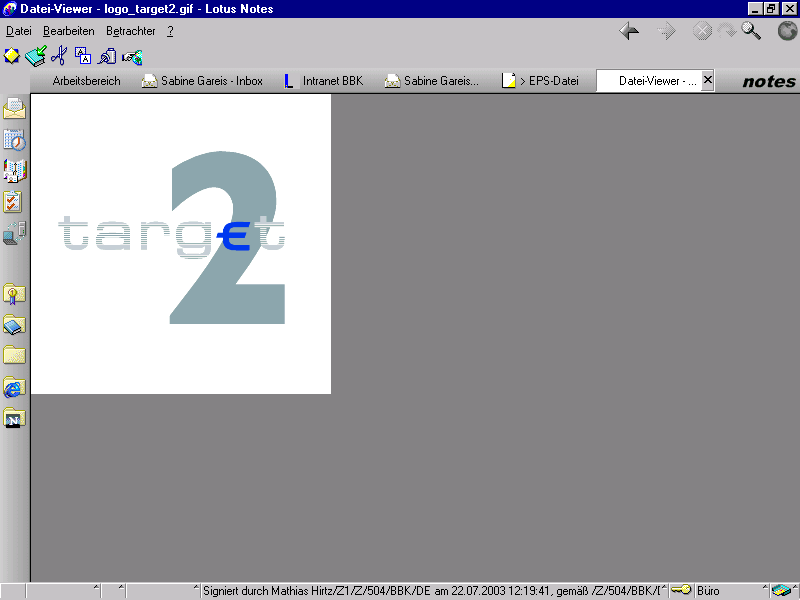 Datei-Viewer - logo_target2.gif - Lotus Notes
Datei Bearbeiten Betrachter ?
Arbeitsbereich Sabine Gareis - Inbox Intranet BBK Sabine Gareis... > EPS-Datei Datei-Viewer - ... notes
2
targ€t
Signiert durch Mathias Hirtz/Z1/Z/504/BBK/DE am 22.07.2003 12:19:41, gemäß /Z/504/BBK/ Büro